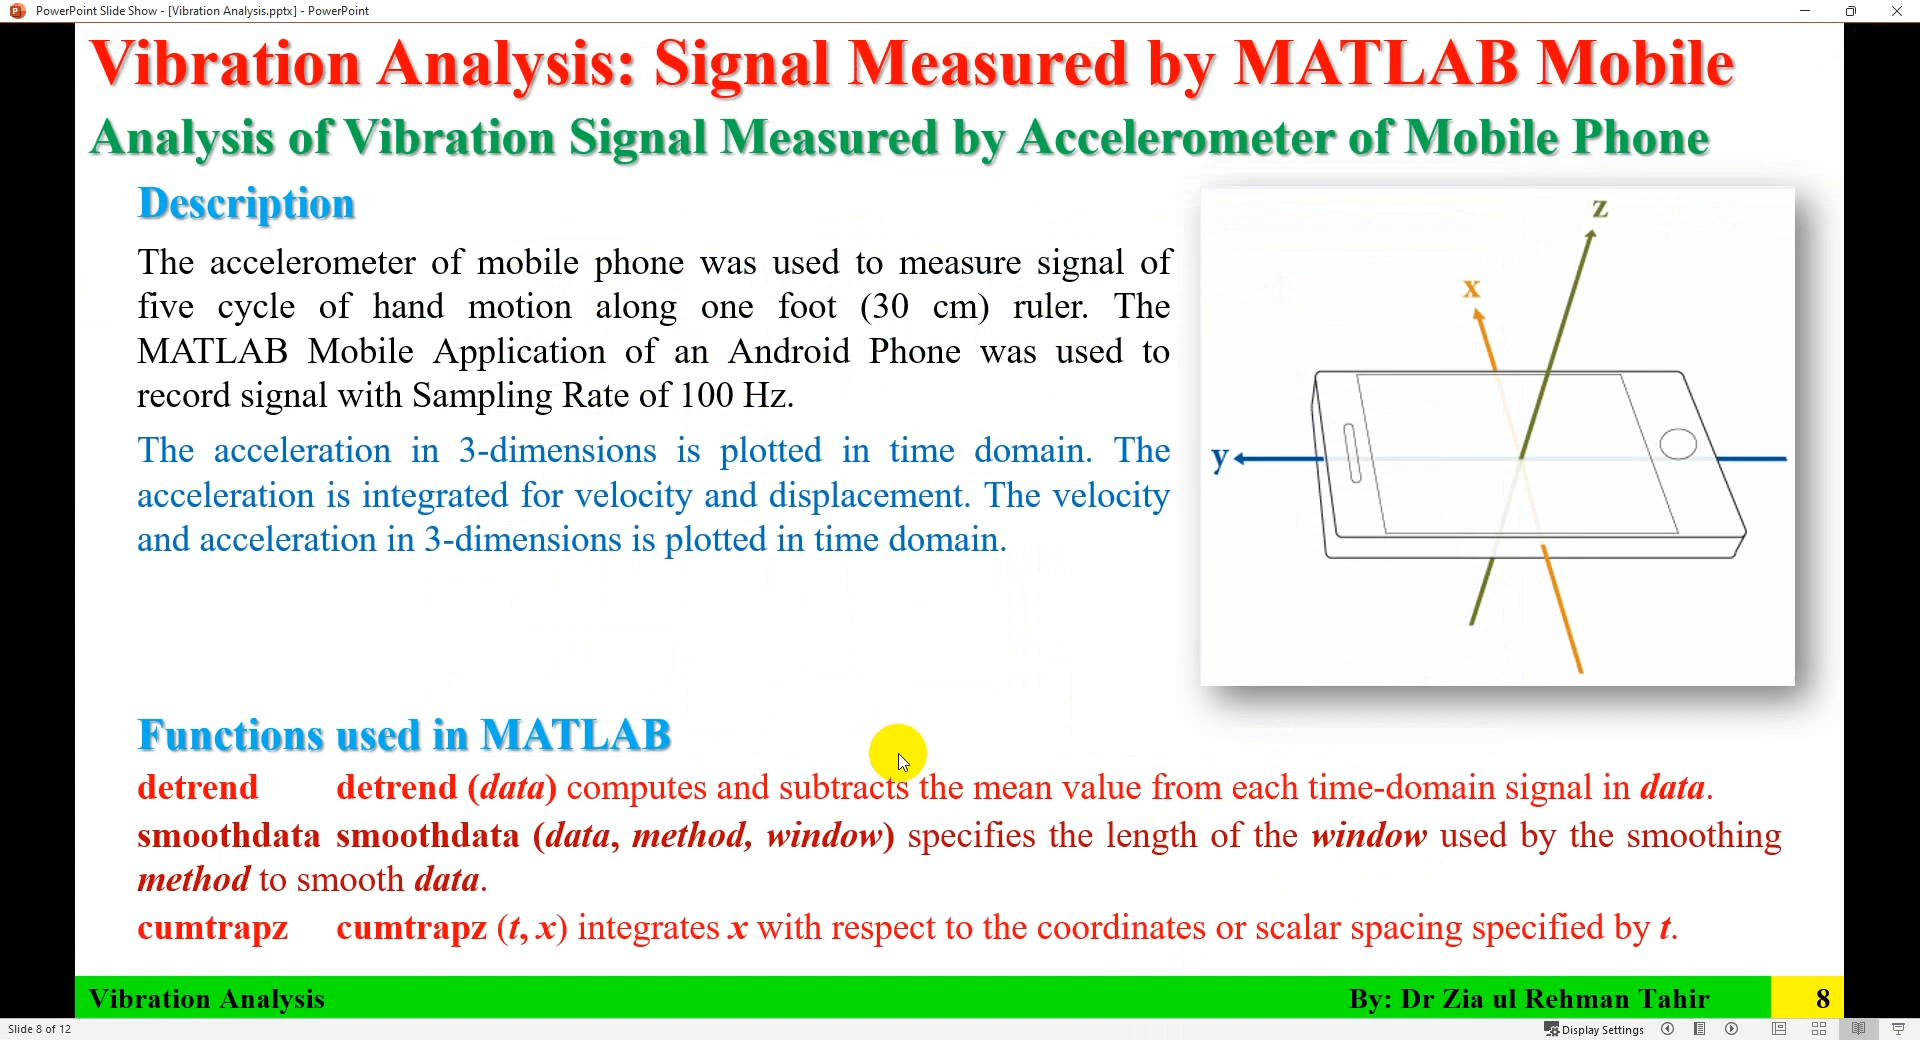 PowerPoint Slide Show - [Vibration Analysis.pptx] - PowerPoint
Vibration Analysis: Signal Measured by MATLAB Mobile
Analysis of Vibration Signal Measured by Accelerometer of Mobile Phone
Description
The accelerometer of mobile phone was used to measure signal of
five cycle of hand motion along one foot (30 cm) ruler. The
MATLAB Mobile Application of an Android Phone was used to
record signal with Sampling Rate of 100 Hz.
The acceleration in 3-dimensions is plotted in time domain. The
acceleration is integrated for velocity and displacement. The velocity
and acceleration in 3-dimensions is plotted in time domain.
z
x
y
Functions used in MATLAB
detrend detrend (data) computes and subtracts the mean value from each time-domain signal in data.
smoothdata smoothdata (data, method, window) specifies the length of the window used by the smoothing
method to smooth data.
cumtrapz cumtrapz (t, x) integrates x with respect to the coordinates or scalar spacing specified by t.
Vibration Analysis By: Dr Zia ul Rehman Tahir 8
Slide 8 of 12 Display Settings